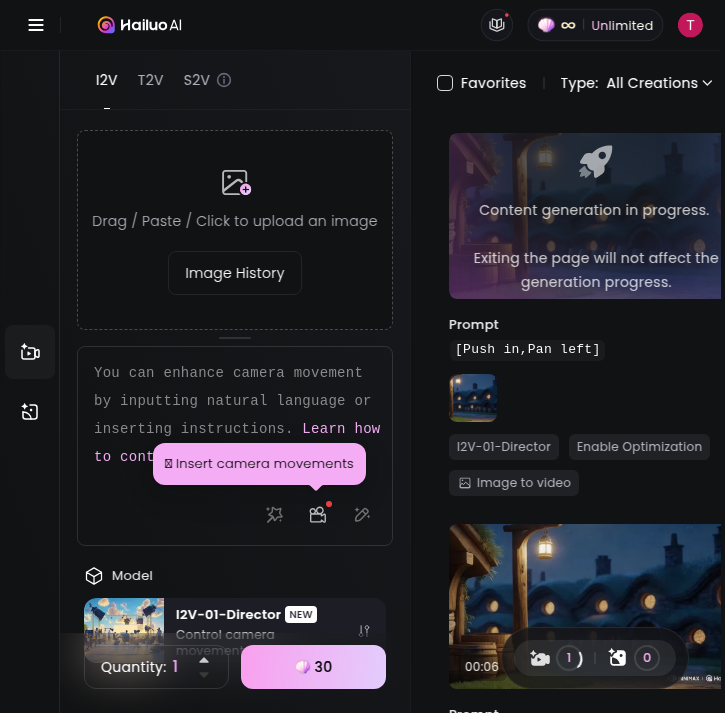 Hailuo AI
∞ Unlimited
T
I2V T2V S2V
Favorites
Type: All Creations
Drag / Paste / Click to upload an image
Image History
You can enhance camera movement
by inputting natural language or
inserting instructions. Learn how
to cont
Insert camera movements
Model
I2V-01-Director NEW
Control camera
movement
Quantity: 1
30
Content generation in progress.
Exiting the page will not affect the
generation progress.
Prompt
[Push in,Pan left]
I2V-01-Director
Enable Optimization
Image to video
00:06
1
0
Prompt